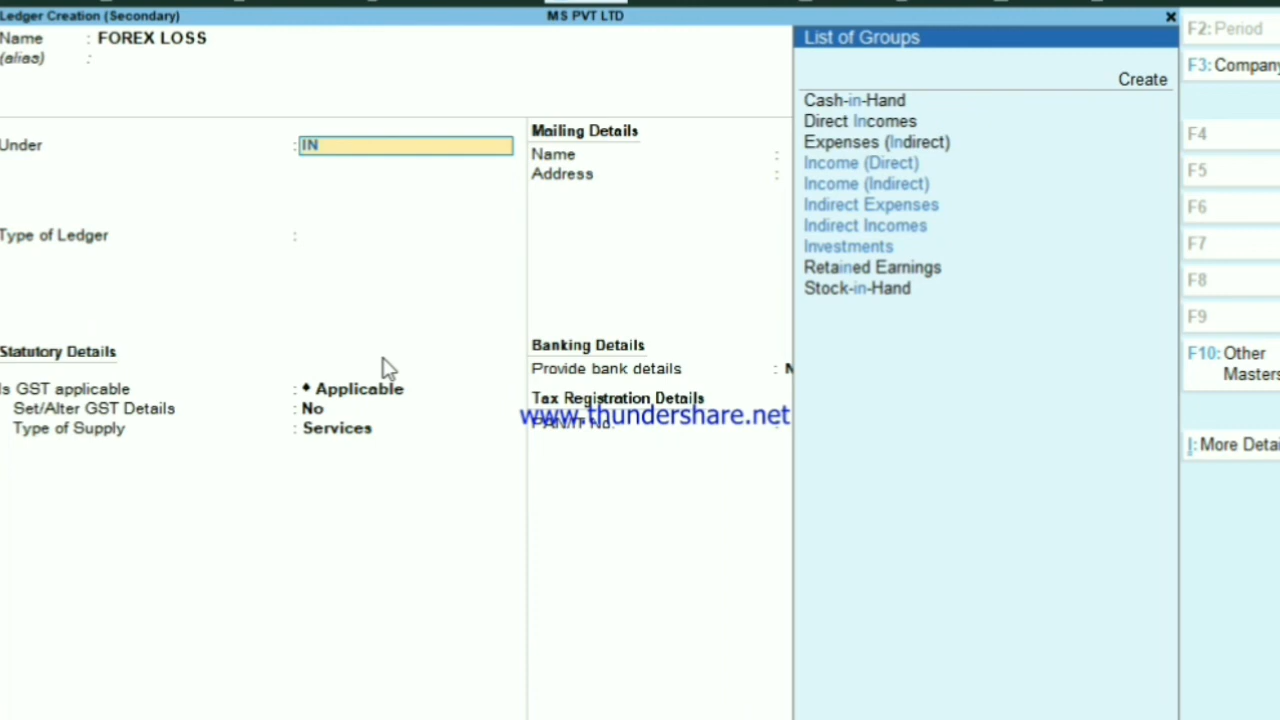 Ledger Creation (Secondary)
MS PVT LTD
Name : FOREX LOSS
(alias) :
Under : IN
Type of Ledger :
Statutory Details
Is GST applicable : ♦ Applicable
Set/Alter GST Details : No
Type of Supply : Services
Mailing Details
Name :
Address :
Banking Details
Provide bank details : N
Tax Registration Details
PAN/IT No. :
www.thundershare.net
List of Groups
Create
Cash-in-Hand
Direct Incomes
Expenses (Indirect)
Income (Direct)
Income (Indirect)
Indirect Expenses
Indirect Incomes
Investments
Retained Earnings
Stock-in-Hand
F2: Period
F3: Company
F4
F5
F6
F7
F8
F9
F10: Other
Masters
I: More Detai